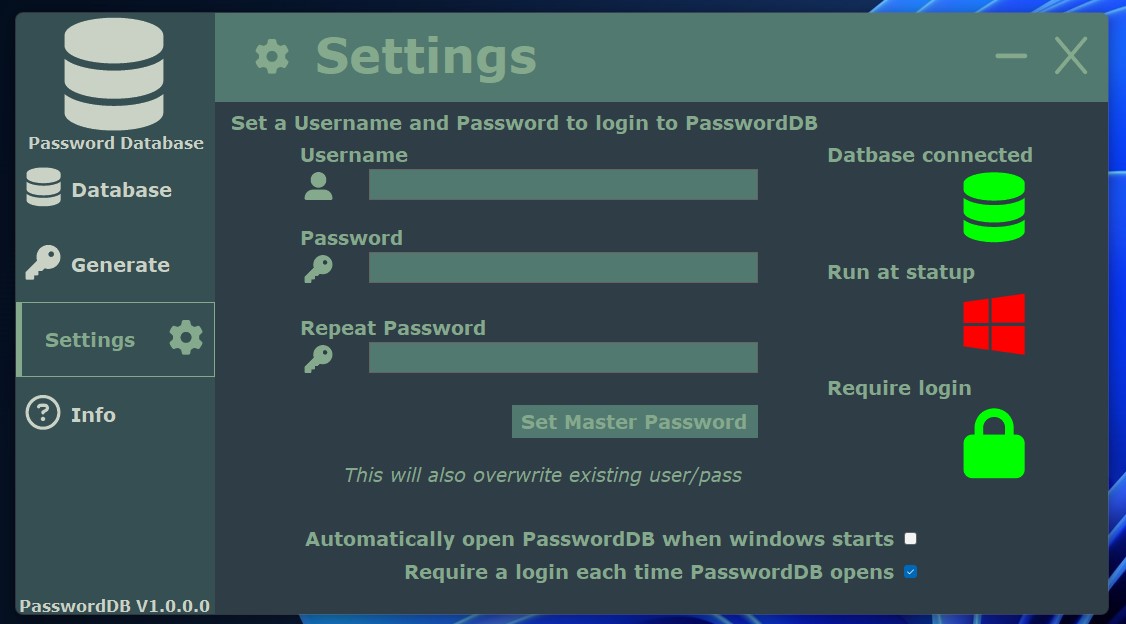 Settings
Password Database
Database
Generate
Settings
Info
PasswordDB V1.0.0.0
Set a Username and Password to login to PasswordDB
Username
Password
Repeat Password
Set Master Password
This will also overwrite existing user/pass
Datbase connected
Run at statup
Require login
Automatically open PasswordDB when windows starts
Require a login each time PasswordDB opens